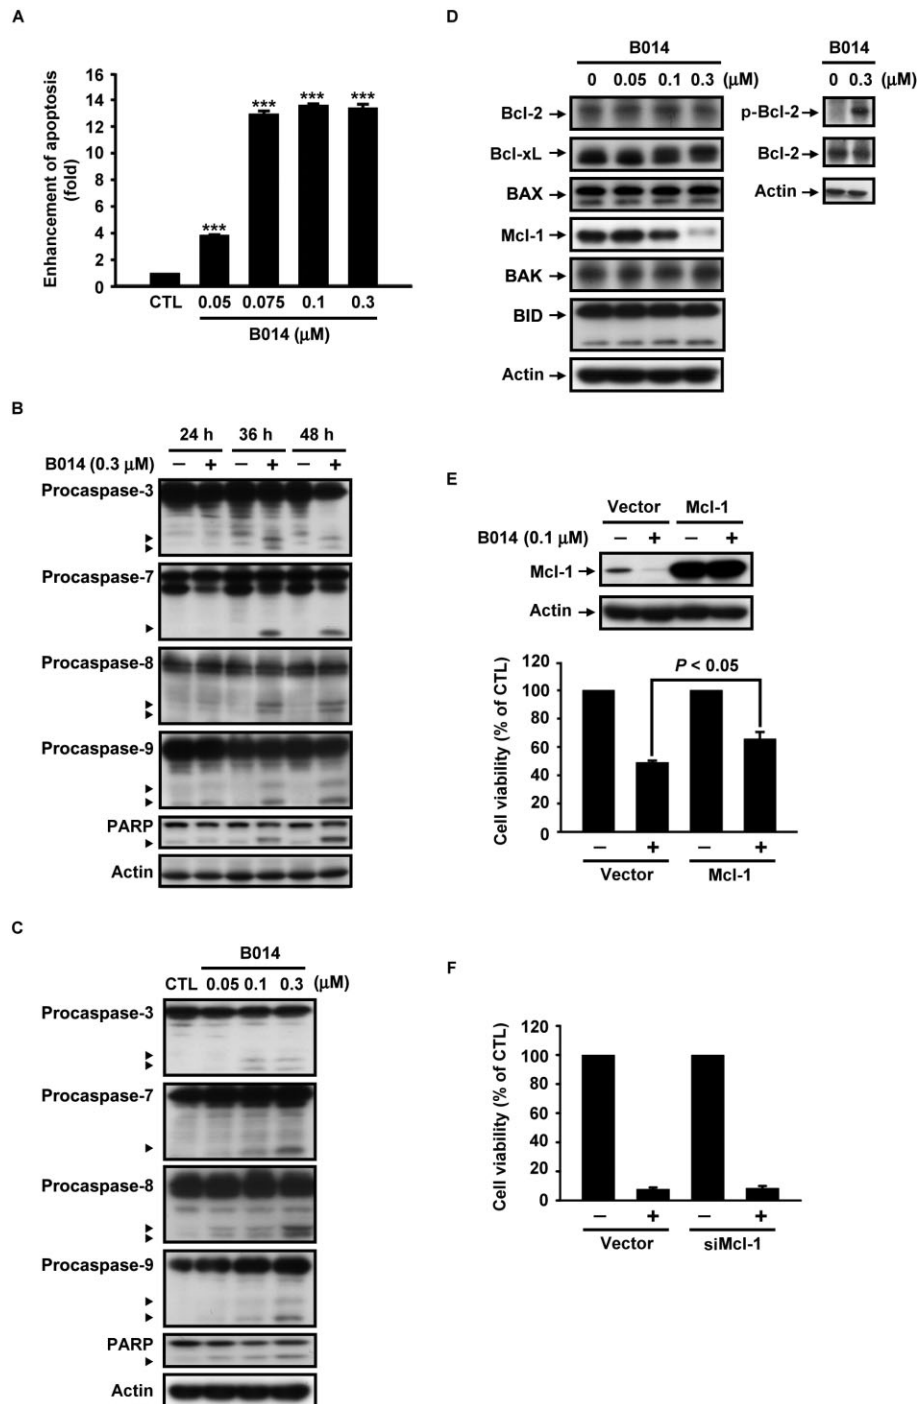 A
Enhancement of apoptosis
(fold)
16
14
12
10
8
6
4
2
0
***
***
***
***
CTL
0.05
0.075
0.1
0.3
B014 (μM)
B
24 h
36 h
48 h
B014 (0.3 μM)
– + – + – +
Procaspase-3
Procaspase-7
Procaspase-8
Procaspase-9
PARP
Actin
C
B014
CTL 0.05 0.1 0.3 (μM)
Procaspase-3
Procaspase-7
Procaspase-8
Procaspase-9
PARP
Actin
D
B014
0 0.05 0.1 0.3 (μM)
Bcl-2
Bcl-xL
BAX
Mcl-1
BAK
BID
Actin
B014
0 0.3 (μM)
p-Bcl-2
Bcl-2
Actin
E
Vector Mcl-1
B014 (0.1 μM) – + – +
Mcl-1
Actin
Cell viability (% of CTL)
120
100
80
60
40
20
0
P < 0.05
– + – +
Vector Mcl-1
F
Cell viability (% of CTL)
120
100
80
60
40
20
0
– + – +
Vector siMcl-1